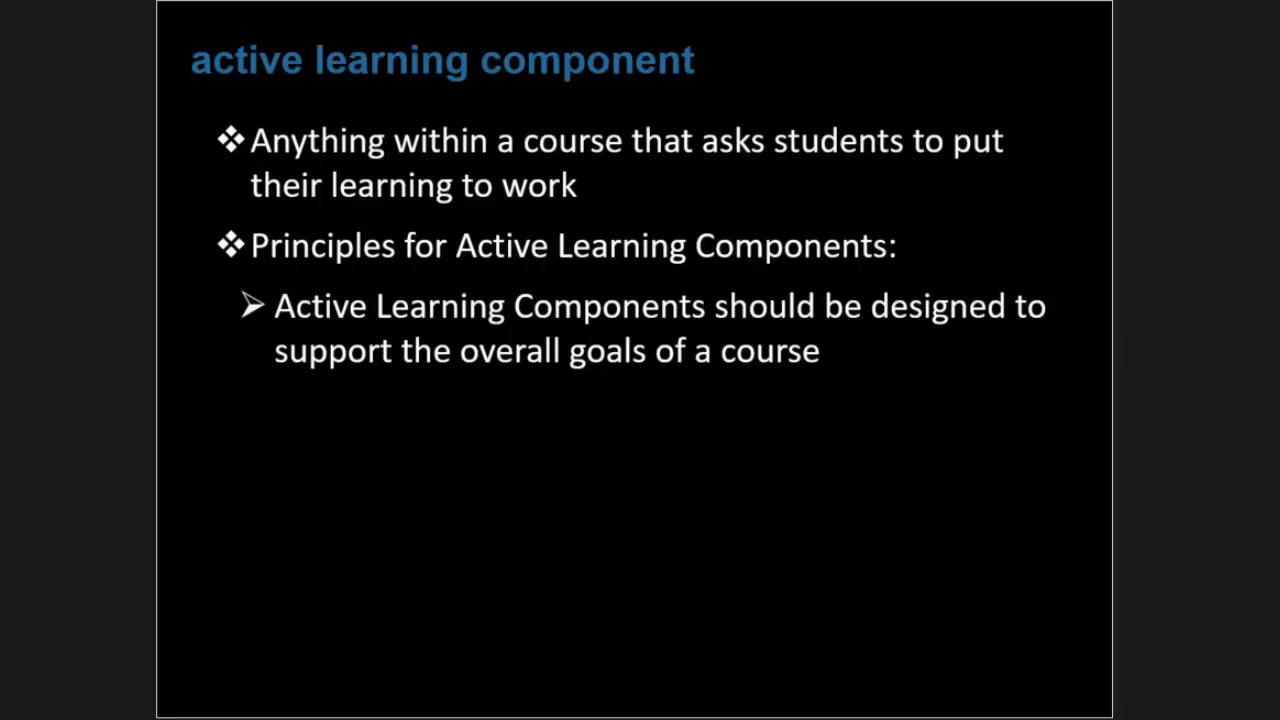 active learning component
❖Anything within a course that asks students to put
their learning to work
❖Principles for Active Learning Components:
➢ Active Learning Components should be designed to
support the overall goals of a course